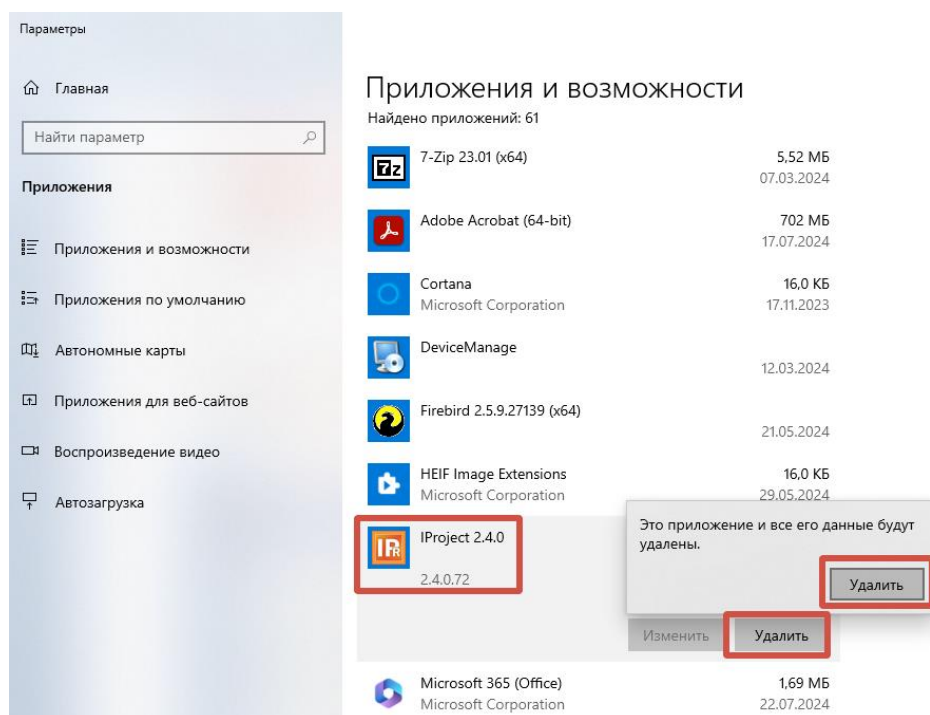 Параметры
Главная
Найти параметр
Приложения
Приложения и возможности
Приложения по умолчанию
Автономные карты
Приложения для веб-сайтов
Воспроизведение видео
Автозагрузка
Приложения и возможности
Найдено приложений: 61
7-Zip 23.01 (x64) 5,52 МБ
07.03.2024
Adobe Acrobat (64-bit) 702 МБ
17.07.2024
Cortana 16,0 КБ
Microsoft Corporation 17.11.2023
DeviceManage
12.03.2024
Firebird 2.5.9.27139 (x64)
21.05.2024
HEIF Image Extensions 16,0 КБ
Microsoft Corporation 29.05.2024
IProject 2.4.0
2.4.0.72
Это приложение и все его данные будут
удалены.
Удалить
Изменить Удалить
Microsoft 365 (Office) 1,69 МБ
Microsoft Corporation 22.07.2024